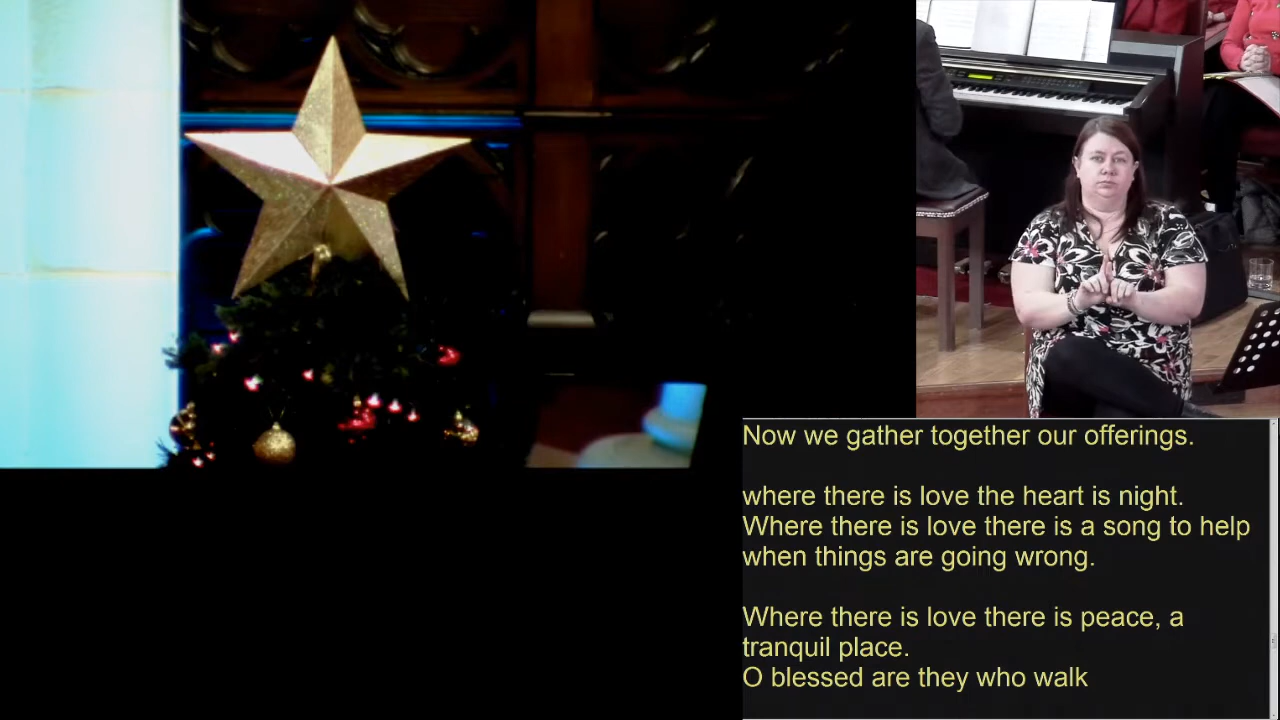 Now we gather together our offerings.
where there is love the heart is night.
Where there is love there is a song to help
when things are going wrong.
Where there is love there is peace, a
tranquil place.
O blessed are they who walk